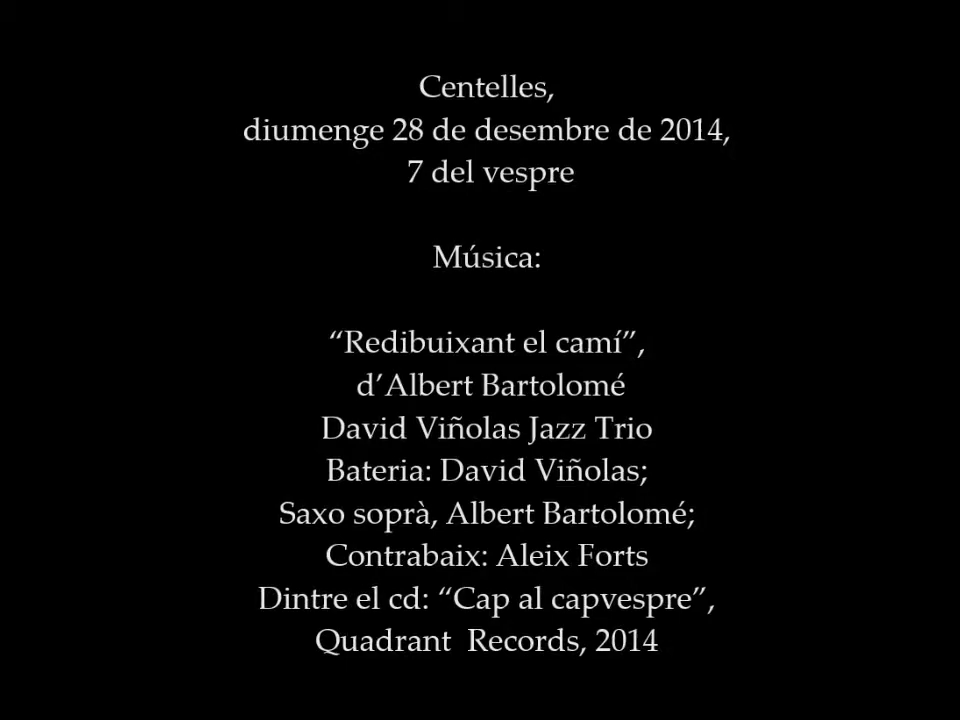 Centelles,
diumenge 28 de desembre de 2014,
7 del vespre
Música:
“Redibuixant el camí”,
d’Albert Bartolomé
David Viñolas Jazz Trio
Bateria: David Viñolas;
Saxo soprà, Albert Bartolomé;
Contrabaix: Aleix Forts
Dintre el cd: “Cap al capvespre”,
Quadrant  Records, 2014